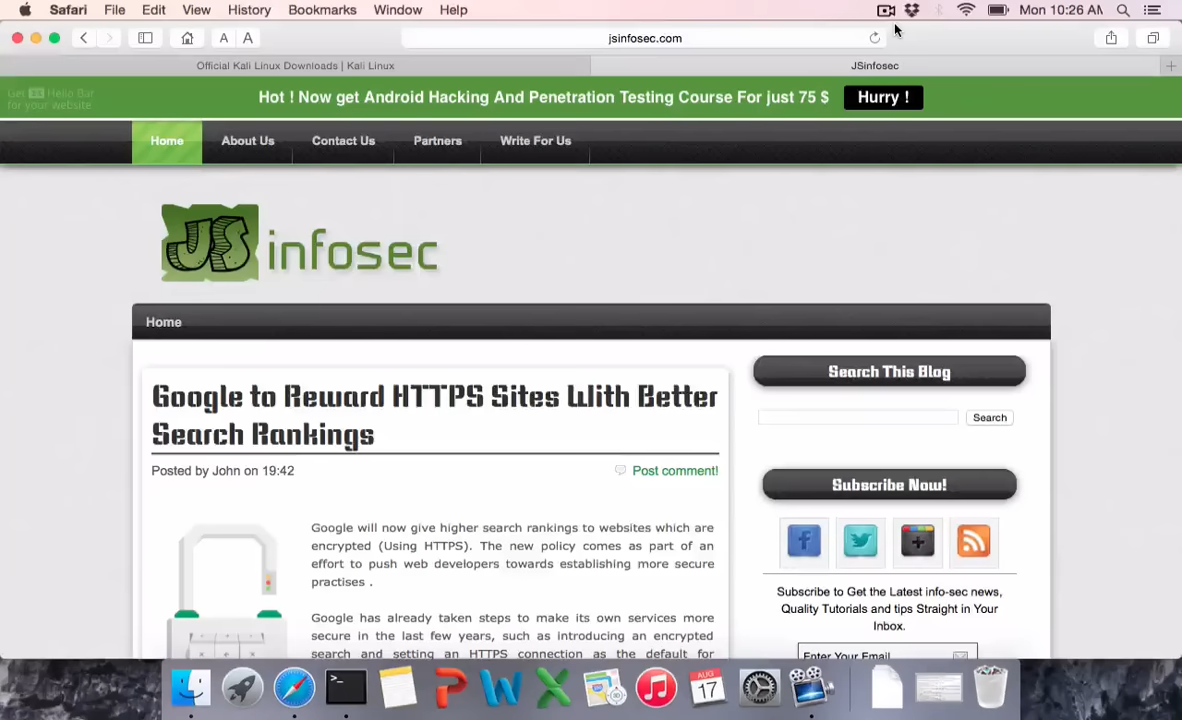 Safari File Edit View History Bookmarks Window Help Mon 10:26 AM
A A jsinfosec.com
Official Kali Linux Downloads | Kali Linux JSinfosec
Get Hello Bar
for your website
Hot ! Now get Android Hacking And Penetration Testing Course For just 75 $ Hurry !
Home About Us Contact Us Partners Write For Us
JS infosec
Home
Google to Reward HTTPS Sites With Better
Search Rankings
Posted by John on 19:42 Post comment!
Google will now give higher search rankings to websites which are
encrypted (Using HTTPS). The new policy comes as part of an
effort to push web developers towards establishing more secure
practises .
Google has already taken steps to make its own services more
secure in the last few years, such as introducing an encrypted
search and setting an HTTPS connection as the default for
Search This Blog
Search
Subscribe Now!
Subscribe to Get the Latest info-sec news,
Quality Tutorials and tips Straight in Your
Inbox.
Enter Your Email
AUG
17